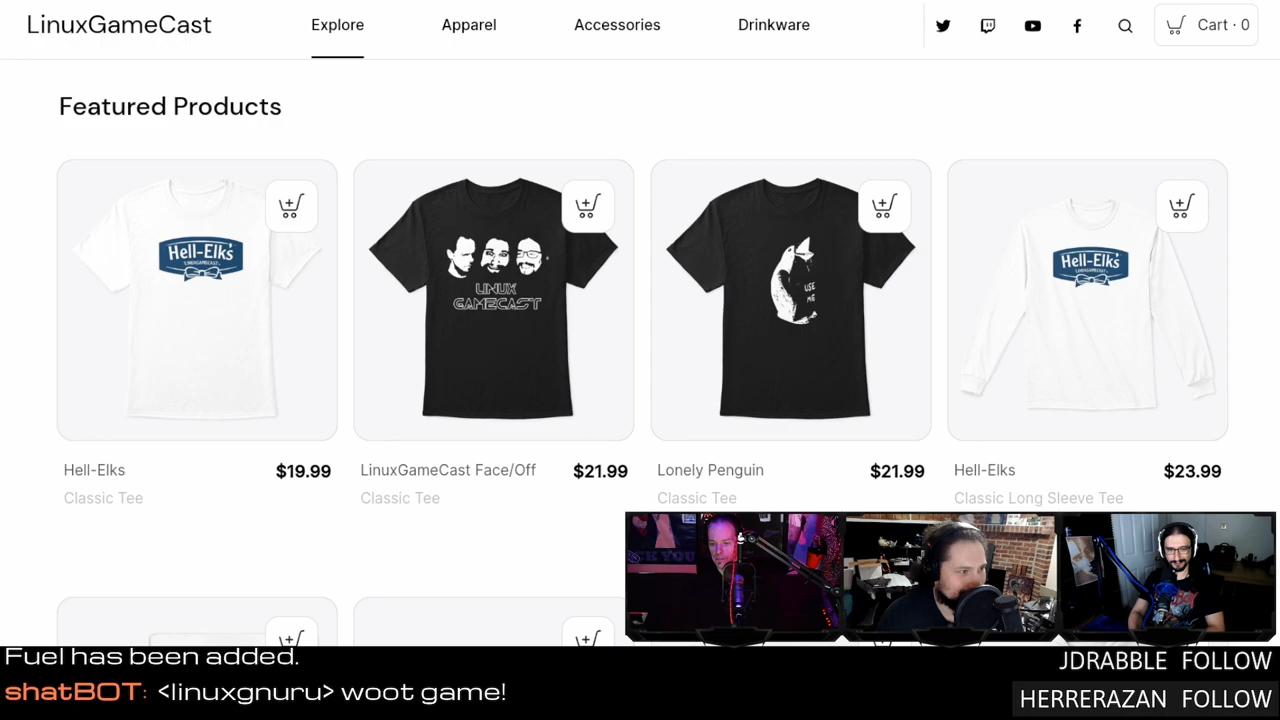 LinuxGameCast
Explore
Apparel
Accessories
Drinkware
Cart · 0
Featured Products
Hell-Elks'
LINUXGAMECAST
LINUX
GAMECAST
USE
ME
Hell-Elks'
LINUXGAMECAST
Hell-Elks
$19.99
Classic Tee
LinuxGameCast Face/Off
$21.99
Classic Tee
Lonely Penguin
$21.99
Classic Tee
Hell-Elks
$23.99
Classic Long Sleeve Tee
Fuel has been added.
JDRABBLE FOLLOW
shatBOT: <linuxgnuru> woot game!
HERRERAZAN FOLLOW